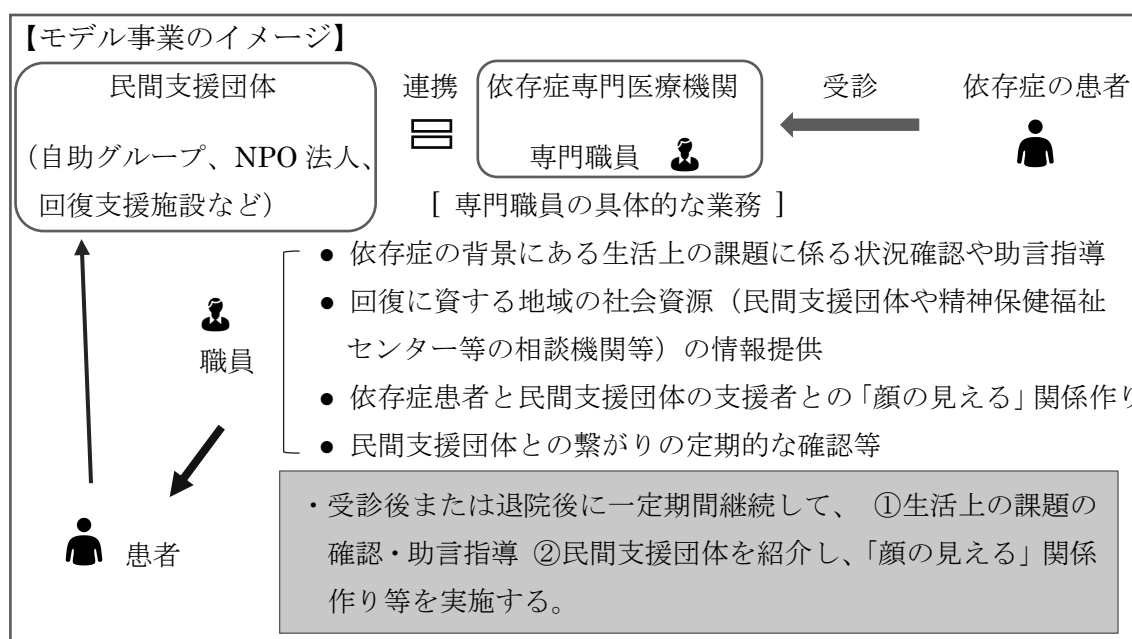 【モデル事業のイメージ】
民間支援団体
(自助グループ、NPO 法人、
回復支援施設など)
連携
依存症専門医療機関
専門職員
受診
依存症の患者
[ 専門職員の具体的な業務 ]
● 依存症の背景にある生活上の課題に係る状況確認や助言指導
● 回復に資する地域の社会資源（民間支援団体や精神保健福祉
センター等の相談機関等）の情報提供
● 依存症患者と民間支援団体の支援者との「顔の見える」関係作り
● 民間支援団体との繋がりの定期的な確認等
職員
患者
・受診後または退院後に一定期間継続して、 ①生活上の課題の
確認・助言指導 ②民間支援団体を紹介し、「顔の見える」関係
作り等を実施する。